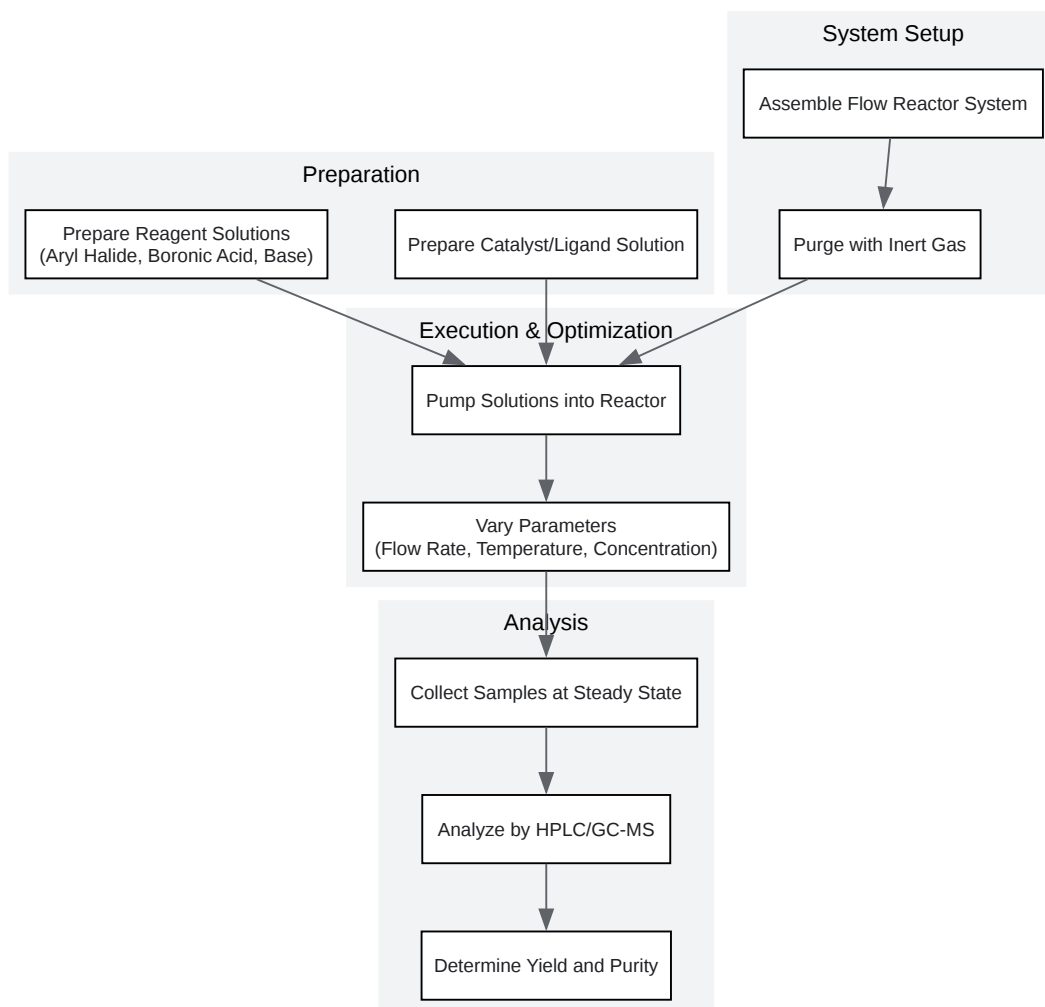 System Setup
Assemble Flow Reactor System
Preparation
Prepare Reagent Solutions
(Aryl Halide, Boronic Acid, Base)
Prepare Catalyst/Ligand Solution
Purge with Inert Gas
Execution & Optimization
Pump Solutions into Reactor
Vary Parameters
(Flow Rate, Temperature, Concentration)
Analysis
Collect Samples at Steady State
Analyze by HPLC/GC-MS
Determine Yield and Purity